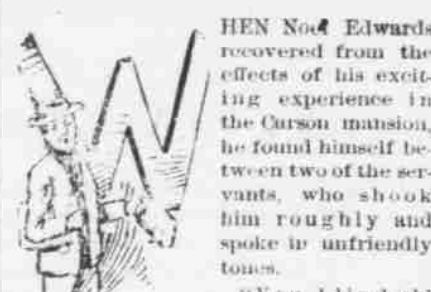 W
HEN Noel Edwards
recovered from the
effects of his excit-
ing experience in
the Carson mansion,
he found himself be-
tween two of the ser-
vants, who shook
him roughly and
spoke in unfriendly
tones.